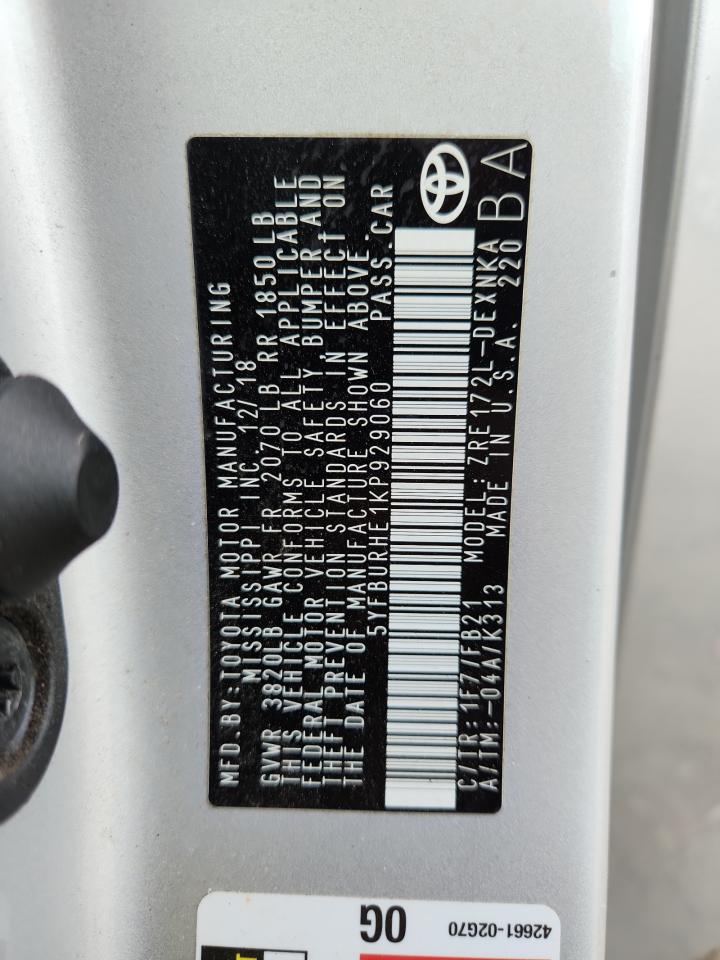 MFD.BY:TOYOTA MOTOR MANUFACTURING
MISSISSIPPI INC.12/18
GVWR 3820LB GAWR FR 2070 LB RR 1850 LB
THIS VEHICLE CONFORMS TO ALL APPLICABLE
FEDERAL MOTOR VEHICLE SAFETY, BUMPER AND
THEFT PREVENTION STANDARDS IN EFFECT ON
THE DATE OF MANUFACTURE SHOWN ABOVE.
5YFBURHE1KP929060 PASS.CAR
C/TR:1F7/FB21 MODEL:ZRE172L-DEXNKA
A/TM:-04A/K313 MADE IN U.S.A. 220
BA
42661-02G70
0G